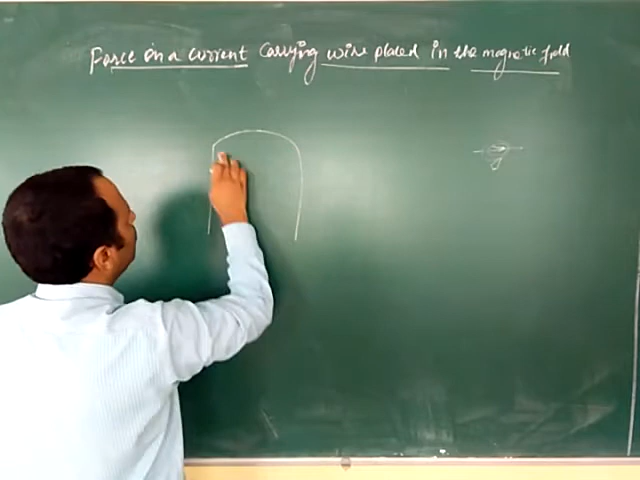 Force on a current carrying wire placed in the magnetic field